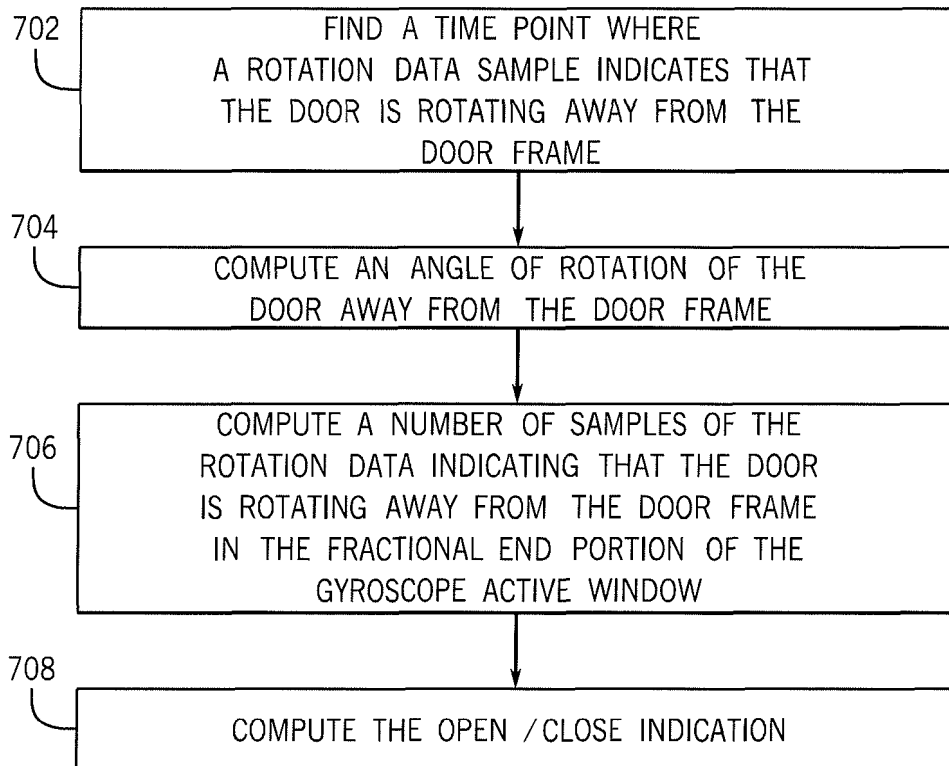 702
FIND A TIME POINT WHERE
A ROTATION DATA SAMPLE INDICATES THAT
THE DOOR IS ROTATING AWAY FROM THE
DOOR FRAME
704
COMPUTE AN ANGLE OF ROTATION OF THE
DOOR AWAY FROM THE DOOR FRAME
706
COMPUTE A NUMBER OF SAMPLES OF THE
ROTATION DATA INDICATING THAT THE DOOR
IS ROTATING AWAY FROM THE DOOR FRAME
IN THE FRACTIONAL END PORTION OF THE
GYROSCOPE ACTIVE WINDOW
708
COMPUTE THE OPEN /CLOSE INDICATION